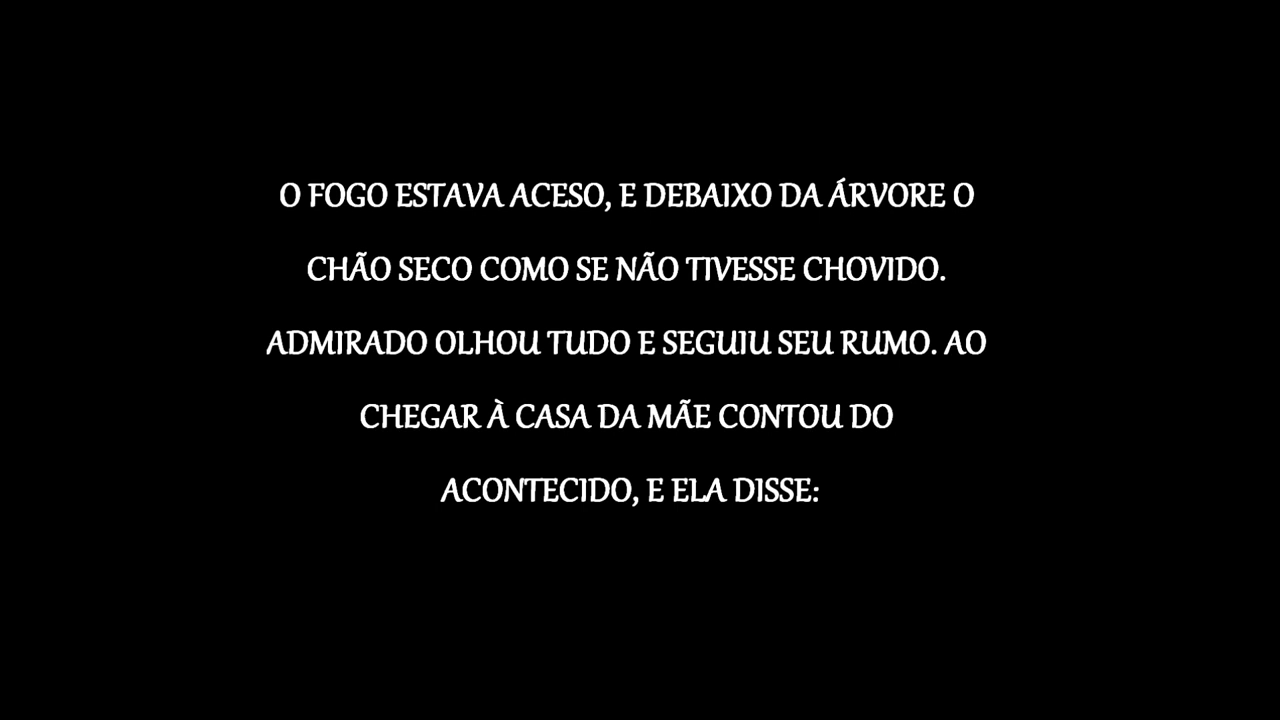 O FOGO ESTAVA ACESO, E DEBAIXO DA ÁRVORE O
CHÃO SECO COMO SE NÃO TIVESSE CHOVIDO.
ADMIRADO OLHOU TUDO E SEGUIU SEU RUMO. AO
CHEGAR À CASA DA MÃE CONTOU DO
ACONTECIDO, E ELA DISSE: